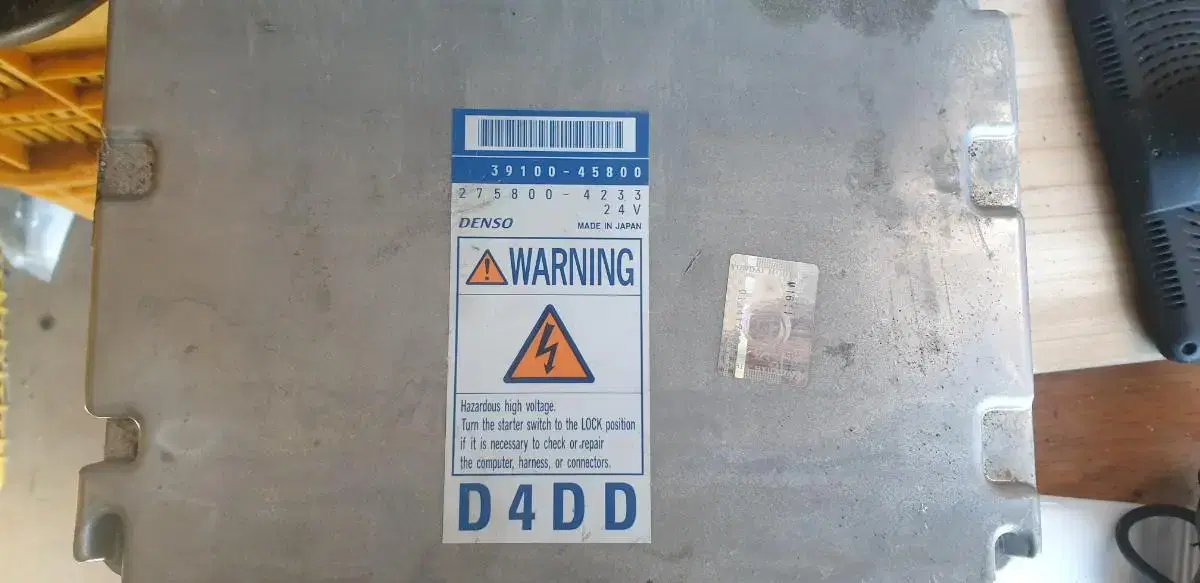 39100-45800
275800-4233
24V
DENSO
MADE IN JAPAN
WARNING
Hazardous high voltage.
Turn the starter switch to the LOCK position
if it is necessary to check or repair
the computer, harness, or connectors.
D4DD